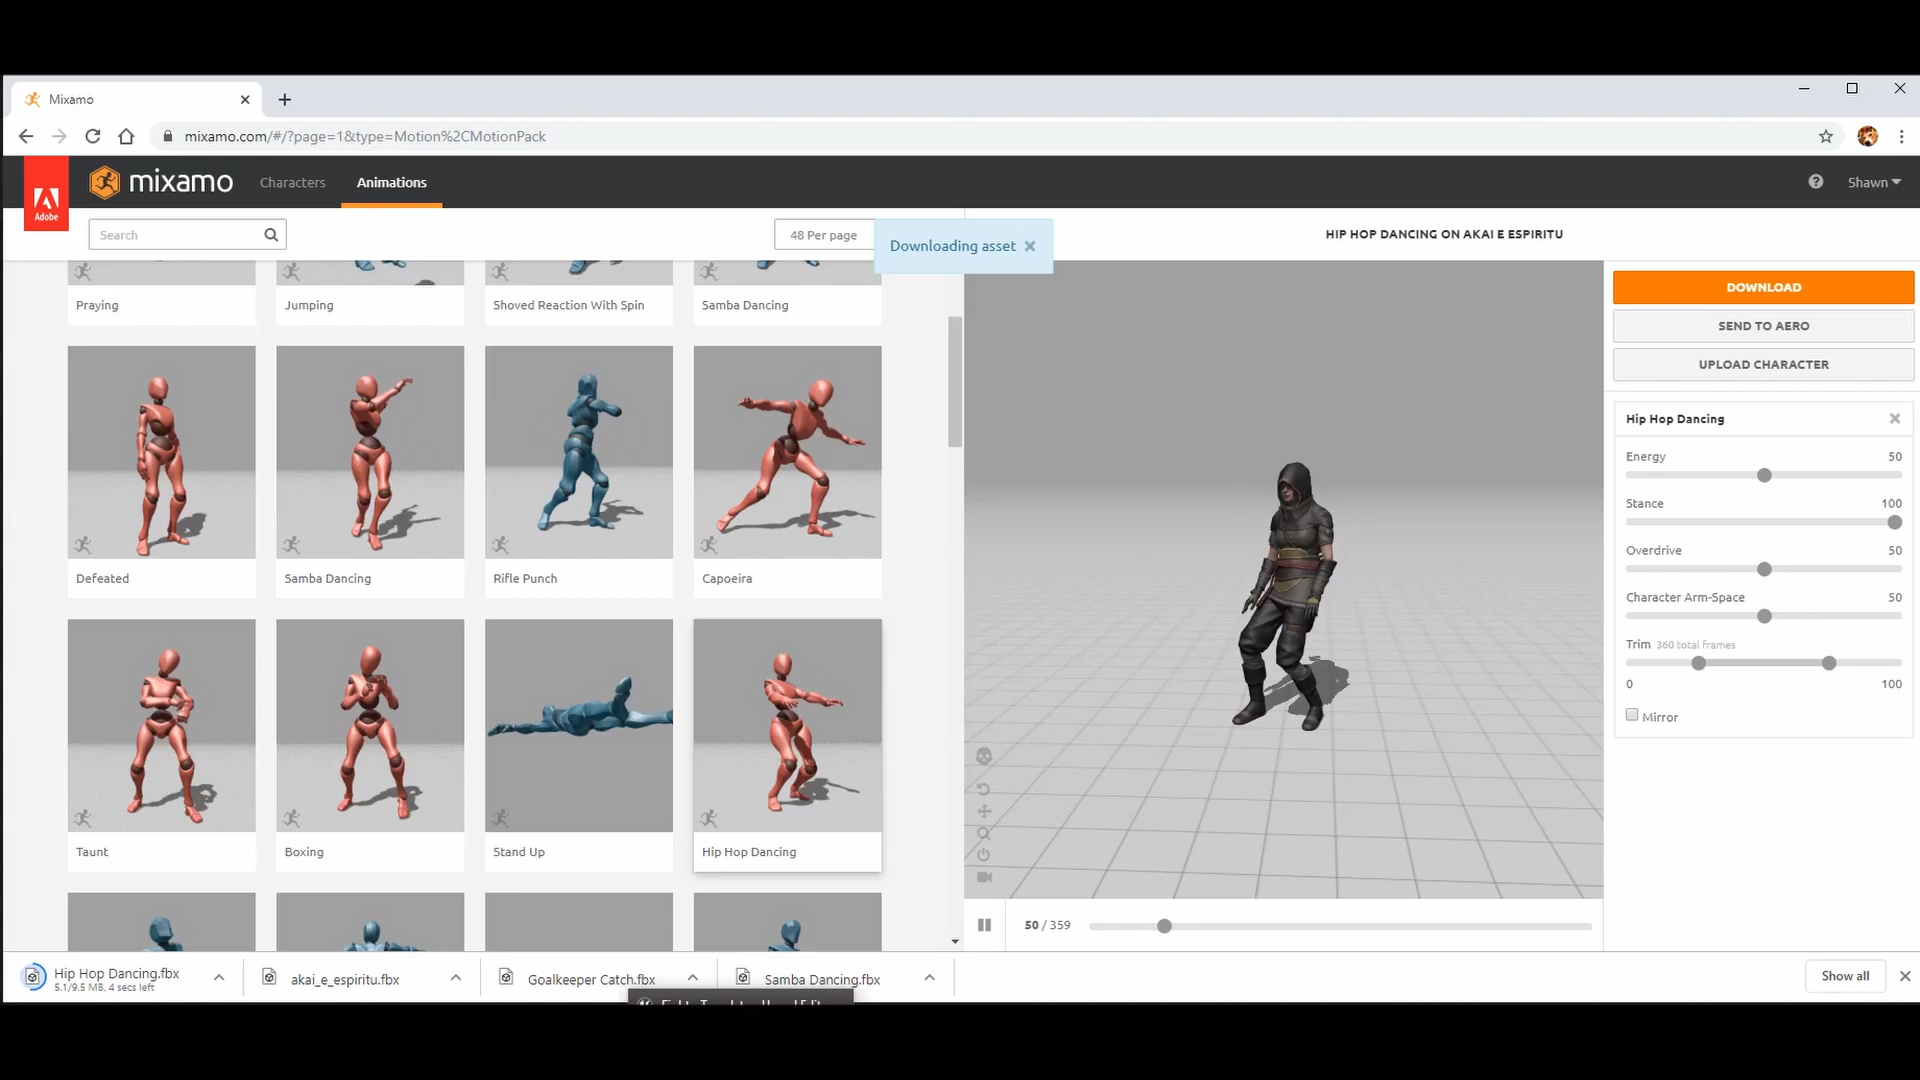 Mixamo
mixamo.com/#/?page=1&type=Motion%2CMotionPack
Adobe
mixamo
Characters
Animations
Shawn
Search
48 Per page
Downloading asset
HIP HOP DANCING ON AKAI E ESPIRITU
Praying
Jumping
Shoved Reaction With Spin
Samba Dancing
Defeated
Samba Dancing
Rifle Punch
Capoeira
Taunt
Boxing
Stand Up
Hip Hop Dancing
50 / 359
DOWNLOAD
SEND TO AERO
UPLOAD CHARACTER
Hip Hop Dancing
Energy 50
Stance 100
Overdrive 50
Character Arm-Space 50
Trim 360 total frames
0 100
Mirror
Hip Hop Dancing.fbx
5.1/9.5 MB, 4 secs left
akai_e_espiritu.fbx
Goalkeeper Catch.fbx
Samba Dancing.fbx
Show all